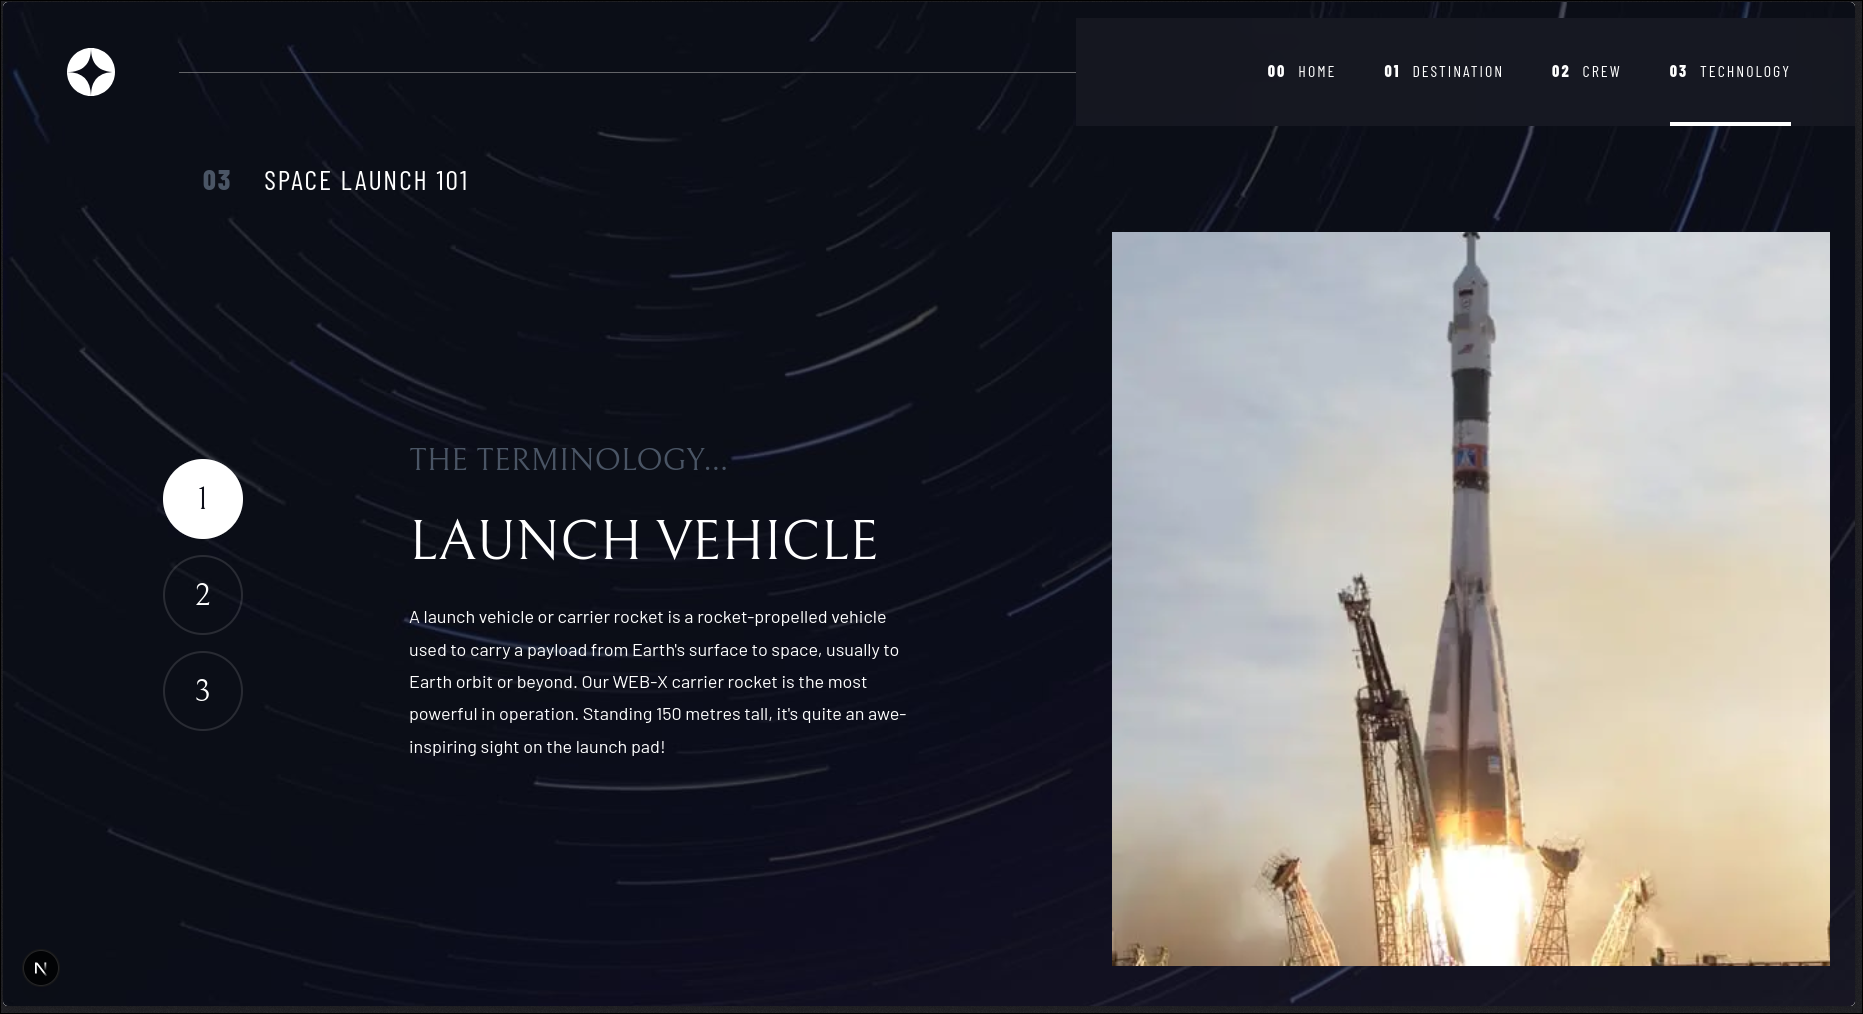 00 HOME 01 DESTINATION 02 CREW 03 TECHNOLOGY
03 SPACE LAUNCH 101
THE TERMINOLOGY...
1
LAUNCH VEHICLE
2
A launch vehicle or carrier rocket is a rocket-propelled vehicle
used to carry a payload from Earth's surface to space, usually to
Earth orbit or beyond. Our WEB-X carrier rocket is the most
3
powerful in operation. Standing 150 metres tall, it's quite an awe-
inspiring sight on the launch pad!
N